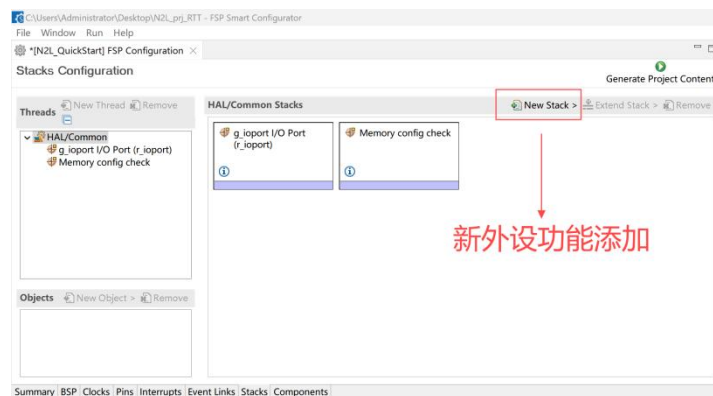 C:\Users\Administrator\Desktop\N2L_prj_RTT - FSP Smart Configurator
File Window Run Help
*[N2L_QuickStart] FSP Configuration
Stacks Configuration
Generate Project Content
Threads New Thread Remove
HAL/Common Stacks
New Stack > Extend Stack > Remove
HAL/Common
g_ioport I/O Port (r_ioport)
Memory config check
g_ioport I/O Port
(r_ioport)
Memory config check
新外设功能添加
Objects New Object > Remove
Summary BSP Clocks Pins Interrupts Event Links Stacks Components